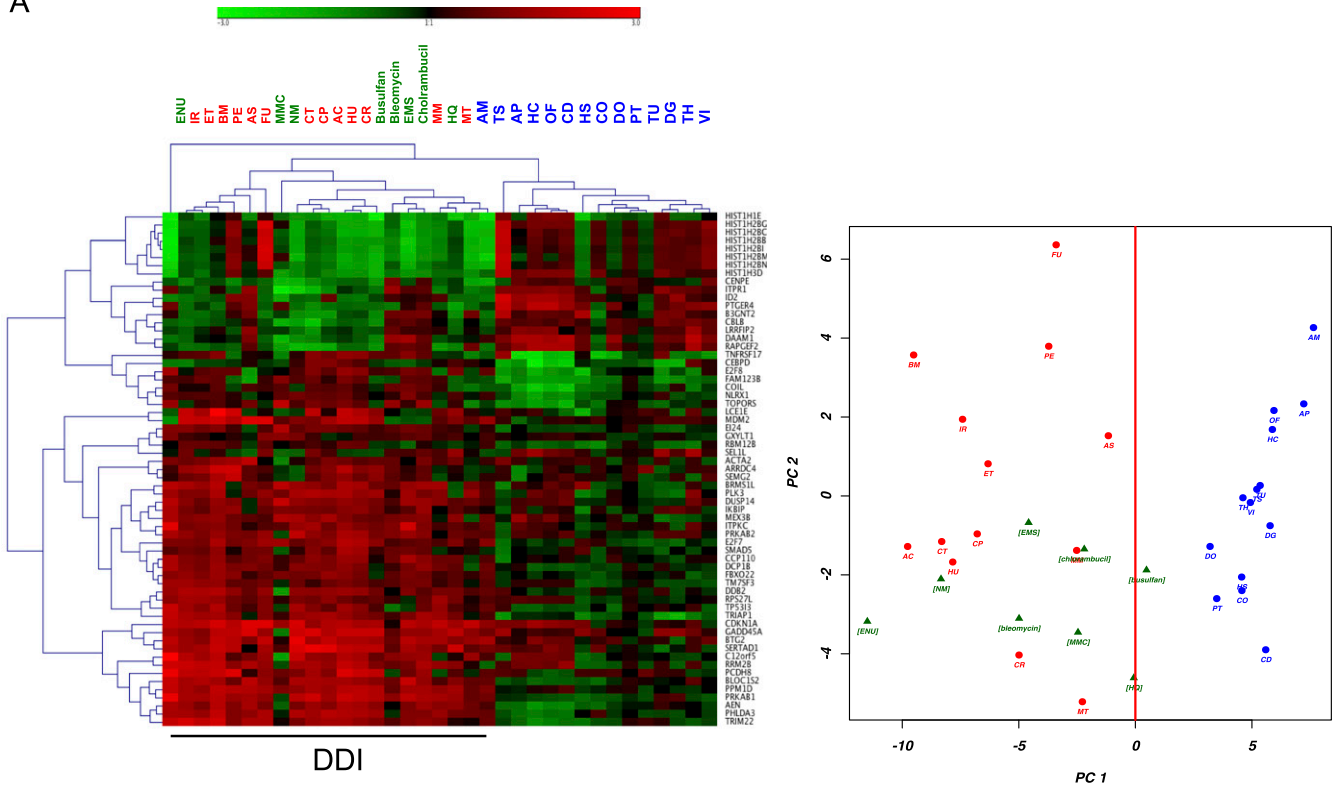 A
-3.0 1:1 3.0
ENU IR ET BM PE AS FU MMC NM CT CP AC HU CR Busulfan Bleomycin EMS Cholrambucil MM HQ MT AM TS AP HC OF CD HS CO DO PT TU DG TH VI
HIST1H1E
HIST1H2BG
HIST1H2BC
HIST1H2BB
HIST1H2BI
HIST1H2BM
HIST1H2BN
HIST1H3D
CENPE
ITPR1
ID2
PTGER4
B3GNT2
CBLB
LRRFIP2
DAAM1
RAPGEF2
TNFRSF17
CEBPD
E2F8
FAM123B
COIL
NLRX1
TOPORS
LCE1E
MDM2
EI24
GXYLT1
RBM12B
SEL1L
ACTA2
ARRDC4
SEMG2
BRMS1L
PLK3
DUSP14
IKBIP
MEX3B
ITPKC
PRKAB2
E2F7
SMAD5
CCP110
DCP1B
FBXO22
TM7SF3
DDB2
RPS27L
TP53I3
TRIAP1
CDKN1A
GADD45A
BTG2
SERTAD1
C12orf5
RRM2B
PCDH8
BLOC1S2
PPM1D
PRKAB1
AEN
PHLDA3
TRIM22
DDI
PC 2
6
4
2
0
-2
-4
FU
AM
PE
BM
AP
OF
IR
HC
AS
ET
TU
TS
TH
VI
[EMS]
DG
CP
CT
AC
DO
[chlorambucil]
MM
HU
[busulfan]
[NM]
HS
CO
PT
[ENU]
[bleomycin]
[MMC]
CR
CD
[HQ]
MT
-10 -5 0 5
PC 1